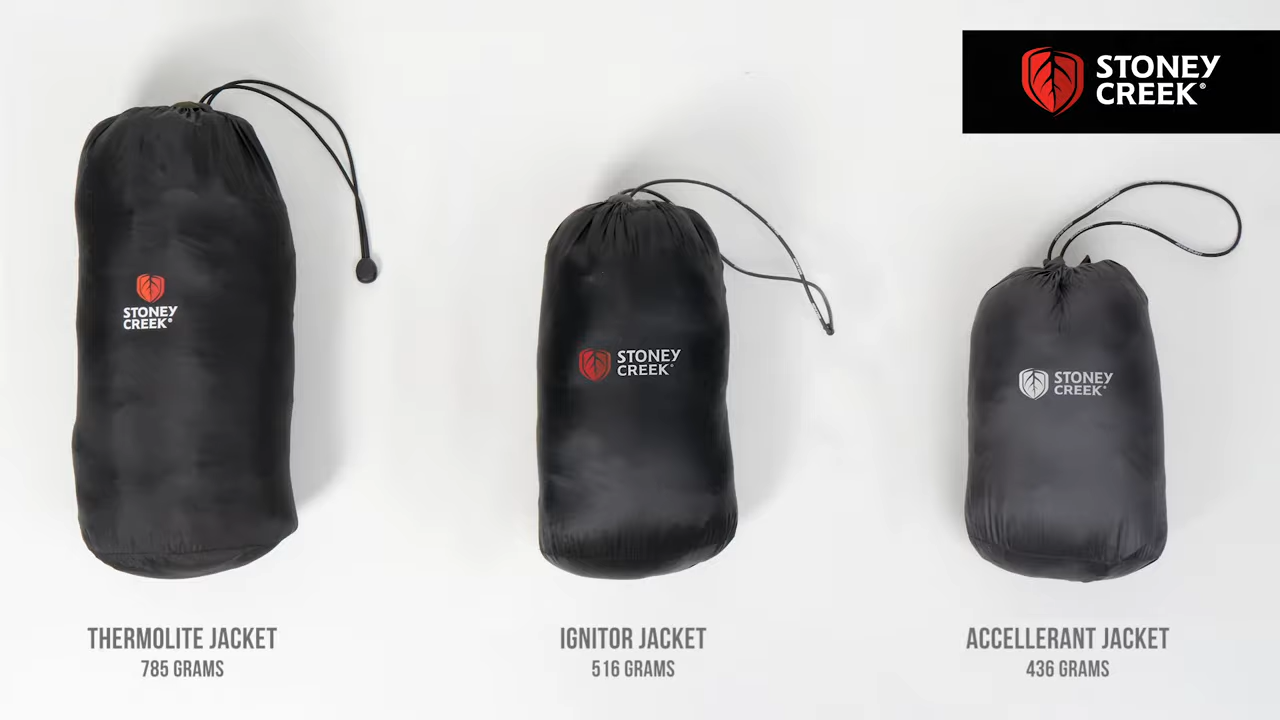 STONEY
CREEK®
STONEY
CREEK®
STONEY
CREEK®
STONEY
CREEK®
THERMOLITE JACKET
785 GRAMS
IGNITOR JACKET
516 GRAMS
ACCELLERANT JACKET
436 GRAMS